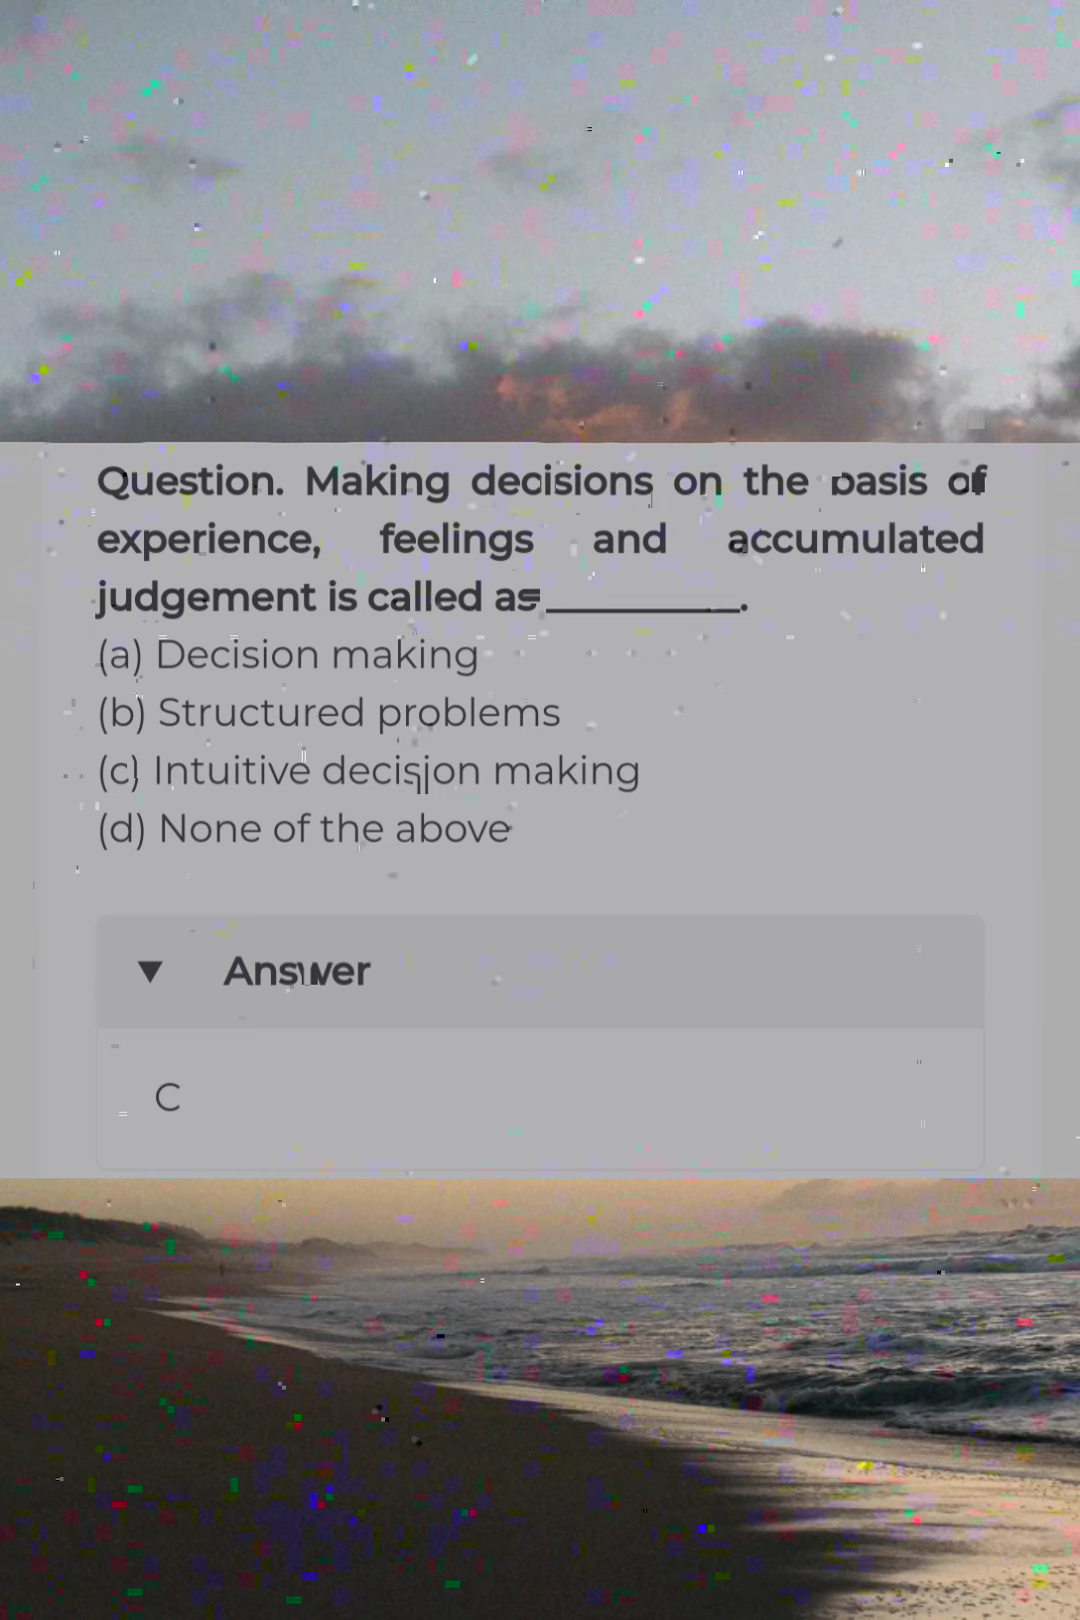 Question. Making decisions on the basis of
experience, feelings and accumulated
judgement is called as__________.
(a) Decision making
(b) Structured problems
(c) Intuitive decision making
(d) None of the above
▼ Answer
C